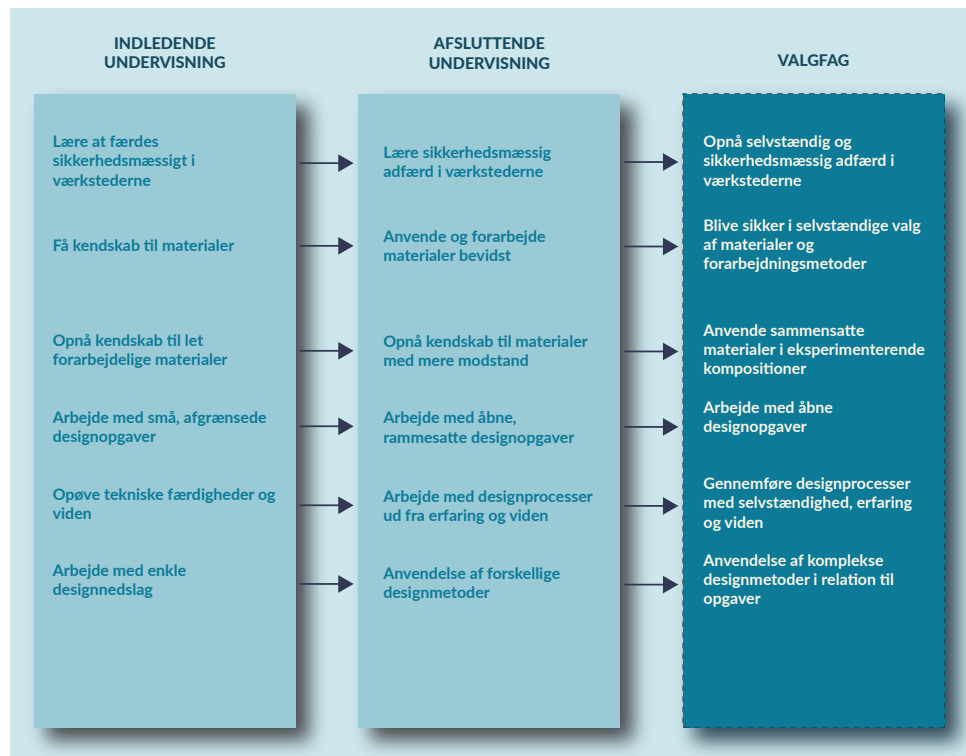 INDLEDENDE
UNDERVISNING
Lære at færdes
sikkerhedsmæssigt i
værkstederne
Få kendskab til materialer
Opnå kendskab til let
forarbejdelige materialer
Arbejde med små, afgrænsede
designopgaver
Opøve tekniske færdigheder og
viden
Arbejde med enkle
designnedslag
AFSLUTTENDE
UNDERVISNING
Lære sikkerhedsmæssig
adfærd i værkstederne
Anvende og forarbejde
materialer bevidst
Opnå kendskab til materialer
med mere modstand
Arbejde med åbne,
rammesatte designopgaver
Arbejde med designprocesser
ud fra erfaring og viden
Anvendelse af forskellige
designmetoder
VALGFAG
Opnå selvstændig og
sikkerhedsmæssig adfærd i
værkstederne
Blive sikker i selvstændige valg
af materialer og
forarbejdningsmetoder
Anvende sammensatte
materialer i eksperimenterende
kompositioner
Arbejde med åbne
designopgaver
Gennemføre designprocesser
med selvstændighed, erfaring
og viden
Anvendelse af komplekse
designmetoder i relation til
opgaver